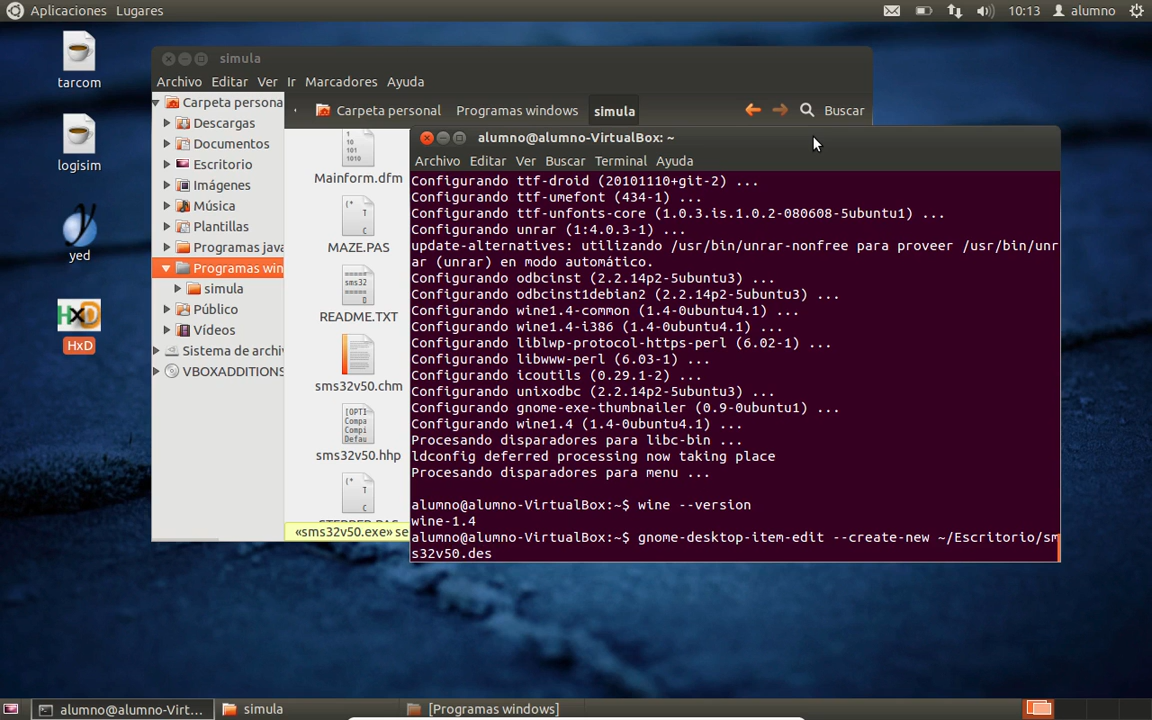 Aplicaciones Lugares
10:13 alumno
tarcom
logisim
yed
HxD
simula
Archivo Editar Ver Ir Marcadores Ayuda
Carpeta persona
Descargas
Documentos
Escritorio
Imágenes
Música
Plantillas
Programas java
Programas win
simula
Público
Vídeos
Sistema de archi
VBOXADDITIONS
Carpeta personal Programas windows simula Buscar
Mainform.dfm
MAZE.PAS
README.TXT
sms32v50.chm
sms32v50.hhp
«sms32v50.exe» se
alumno@alumno-VirtualBox: ~
Archivo Editar Ver Buscar Terminal Ayuda
Configurando ttf-droid (20101110+git-2) ...
Configurando ttf-umefont (434-1) ...
Configurando ttf-unfonts-core (1.0.3.is.1.0.2-080608-5ubuntu1) ...
Configurando unrar (1:4.0.3-1) ...
update-alternatives: utilizando /usr/bin/unrar-nonfree para proveer /usr/bin/unr
ar (unrar) en modo automático.
Configurando odbcinst (2.2.14p2-5ubuntu3) ...
Configurando odbcinst1debian2 (2.2.14p2-5ubuntu3) ...
Configurando wine1.4-common (1.4-0ubuntu4.1) ...
Configurando wine1.4-i386 (1.4-0ubuntu4.1) ...
Configurando liblwp-protocol-https-perl (6.02-1) ...
Configurando libwww-perl (6.03-1) ...
Configurando icoutils (0.29.1-2) ...
Configurando unixodbc (2.2.14p2-5ubuntu3) ...
Configurando gnome-exe-thumbnailer (0.9-0ubuntu1) ...
Configurando wine1.4 (1.4-0ubuntu4.1) ...
Procesando disparadores para libc-bin ...
ldconfig deferred processing now taking place
Procesando disparadores para menu ...
alumno@alumno-VirtualBox:~$ wine --version
wine-1.4
alumno@alumno-VirtualBox:~$ gnome-desktop-item-edit --create-new ~/Escritorio/sm
s32v50.des
alumno@alumno-Virt... simula [Programas windows]